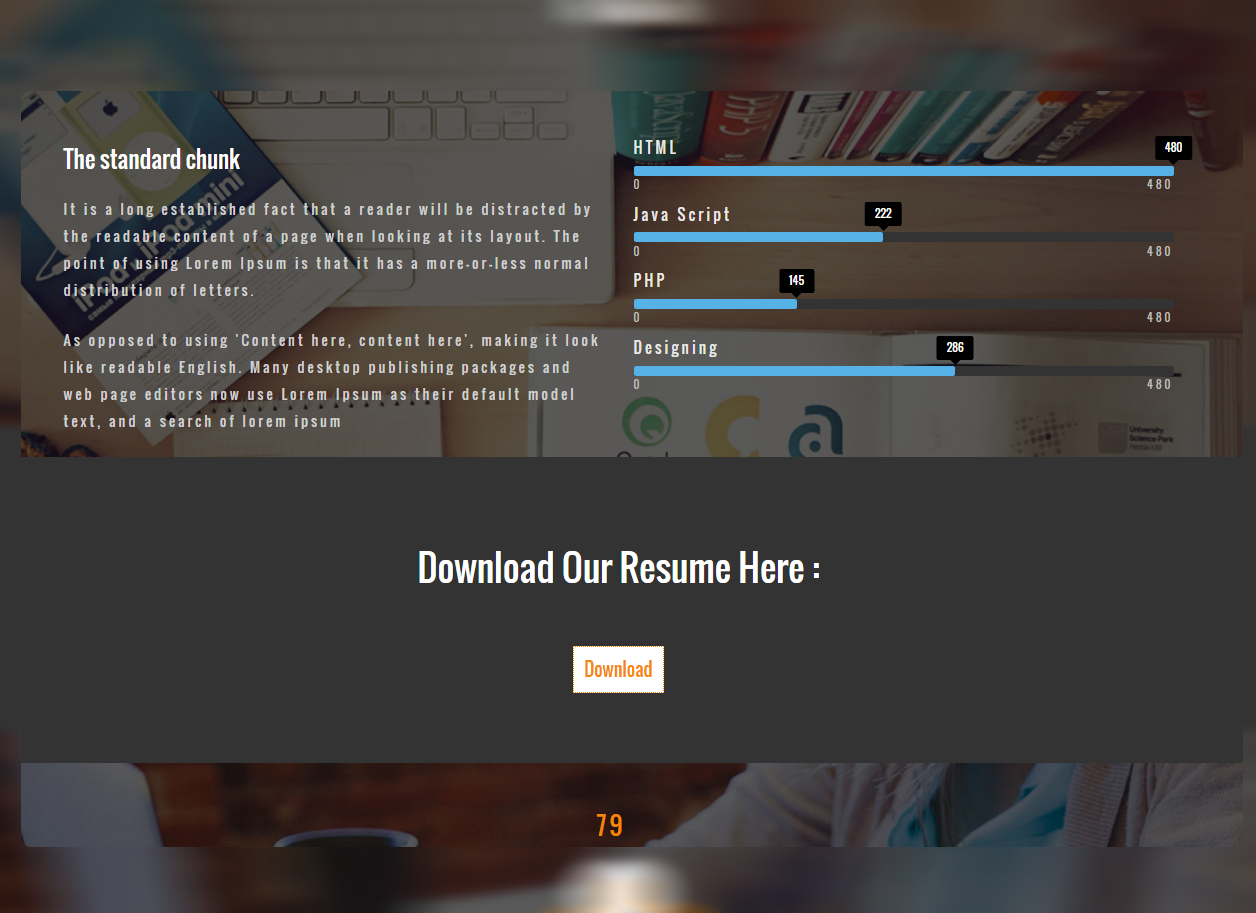 The standard chunk
It is a long established fact that a reader will be distracted by
the readable content of a page when looking at its layout. The
point of using Lorem Ipsum is that it has a more-or-less normal
distribution of letters.
As opposed to using 'Content here, content here', making it look
like readable English. Many desktop publishing packages and
web page editors now use Lorem Ipsum as their default model
text, and a search of lorem ipsum
HTML
480
0 480
Java Script
222
0 480
PHP
145
0 480
Designing
286
0 480
iPod mini
University
Science Park
Download Our Resume Here :
Download
79